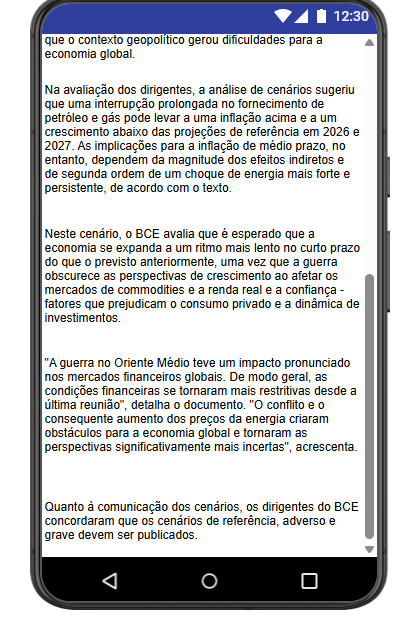 12:30
que o contexto geopolítico gerou dificuldades para a
economia global.
Na avaliação dos dirigentes, a análise de cenários sugeriu
que uma interrupção prolongada no fornecimento de
petróleo e gás pode levar a uma inflação acima e a um
crescimento abaixo das projeções de referência em 2026 e
2027. As implicações para a inflação de médio prazo, no
entanto, dependem da magnitude dos efeitos indiretos e
de segunda ordem de um choque de energia mais forte e
persistente, de acordo com o texto.
Neste cenário, o BCE avalia que é esperado que a
economia se expanda a um ritmo mais lento no curto prazo
do que o previsto anteriormente, uma vez que a guerra
obscurece as perspectivas de crescimento ao afetar os
mercados de commodities e a renda real e a confiança -
fatores que prejudicam o consumo privado e a dinâmica de
investimentos.
"A guerra no Oriente Médio teve um impacto pronunciado
nos mercados financeiros globais. De modo geral, as
condições financeiras se tornaram mais restritivas desde a
última reunião", detalha o documento. "O conflito e o
consequente aumento dos preços da energia criaram
obstáculos para a economia global e tornaram as
perspectivas significativamente mais incertas", acrescenta.
Quanto à comunicação dos cenários, os dirigentes do BCE
concordaram que os cenários de referência, adverso e
grave devem ser publicados.